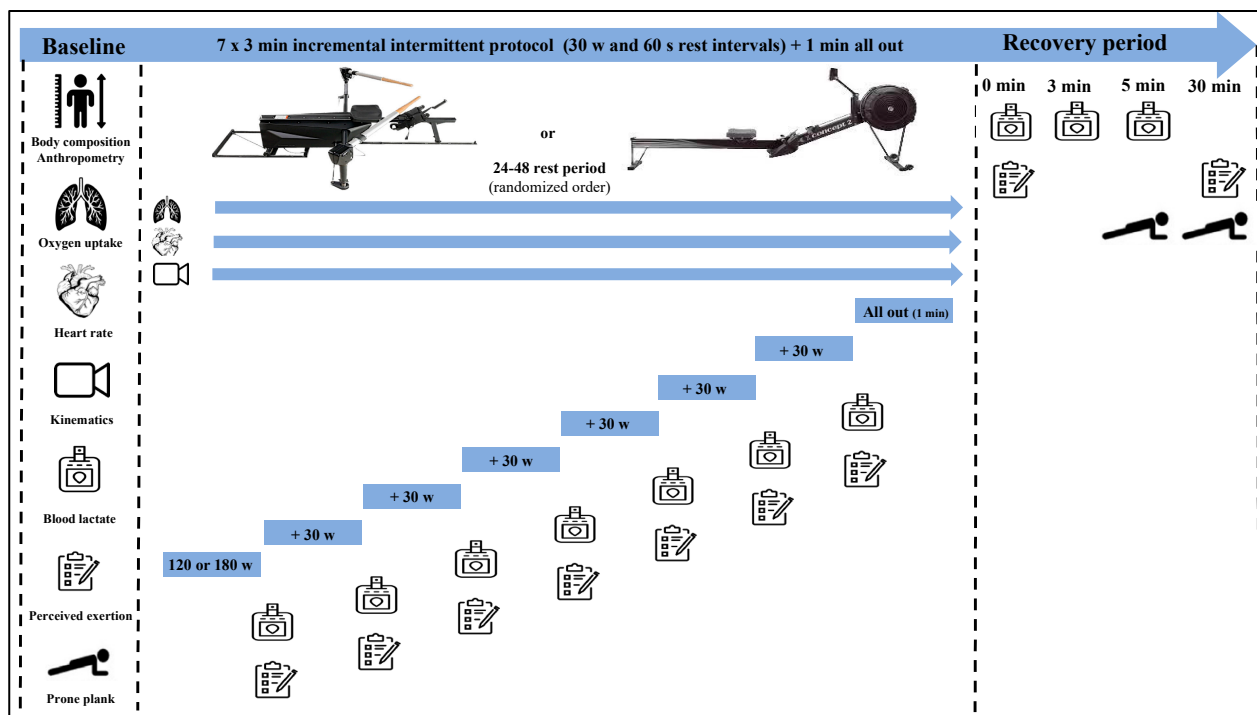 Baseline
7 x 3 min incremental intermittent protocol (30 w and 60 s rest intervals) + 1 min all out
Recovery period
0 min
3 min
5 min
30 min
Body composition
Anthropometry
Oxygen uptake
Heart rate
Kinematics
Blood lactate
Perceived exertion
Prone plank
or
concept 2
24-48 rest period
(randomized order)
All out (1 min)
+ 30 w
+ 30 w
+ 30 w
+ 30 w
+ 30 w
+ 30 w
120 or 180 w